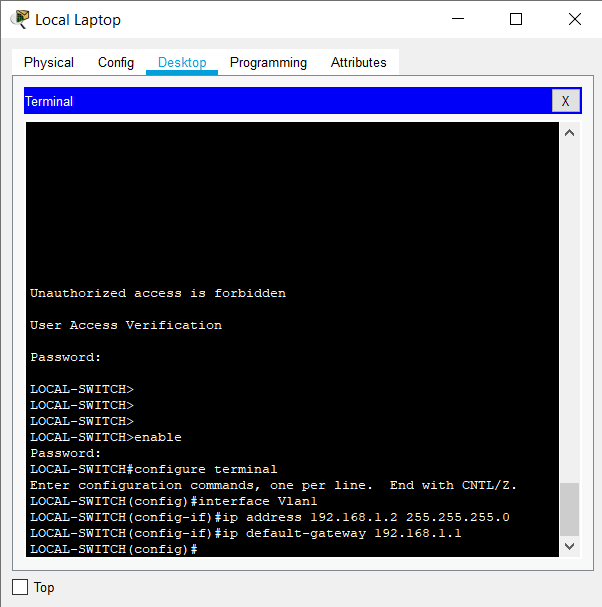 Local Laptop
Physical Config Desktop Programming Attributes
Terminal X
Unauthorized access is forbidden
User Access Verification
Password:
LOCAL-SWITCH>
LOCAL-SWITCH>
LOCAL-SWITCH>
LOCAL-SWITCH>enable
Password:
LOCAL-SWITCH#configure terminal
Enter configuration commands, one per line.  End with CNTL/Z.
LOCAL-SWITCH(config)#interface Vlan1
LOCAL-SWITCH(config-if)#ip address 192.168.1.2 255.255.255.0
LOCAL-SWITCH(config-if)#ip default-gateway 192.168.1.1
LOCAL-SWITCH(config)#
Top